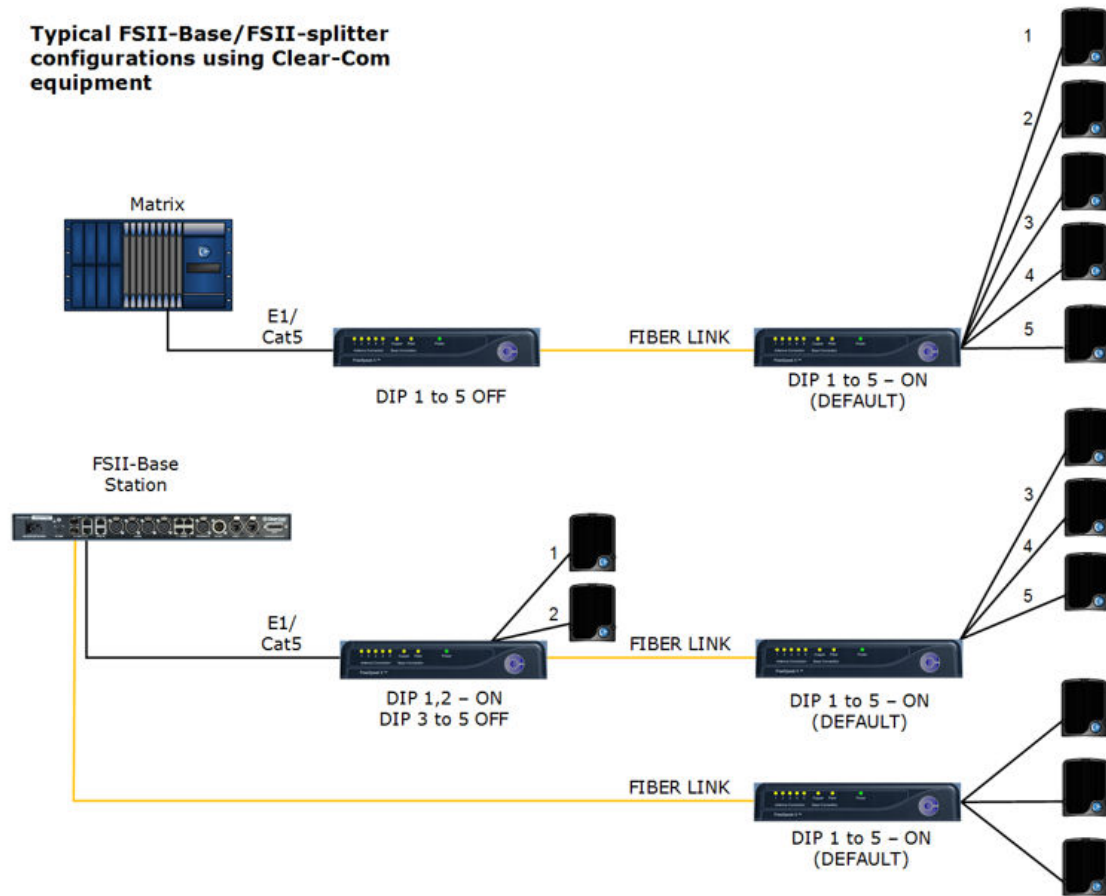 Typical FSII-Base/FSII-splitter
configurations using Clear-Com
equipment
1
2
3
4
5
Matrix
E1/
Cat5
FIBER LINK
DIP 1 to 5 OFF
DIP 1 to 5 – ON
(DEFAULT)
FSII-Base
Station
1
2
3
4
5
E1/
Cat5
FIBER LINK
DIP 1,2 – ON
DIP 3 to 5 OFF
DIP 1 to 5 – ON
(DEFAULT)
FIBER LINK
DIP 1 to 5 – ON
(DEFAULT)